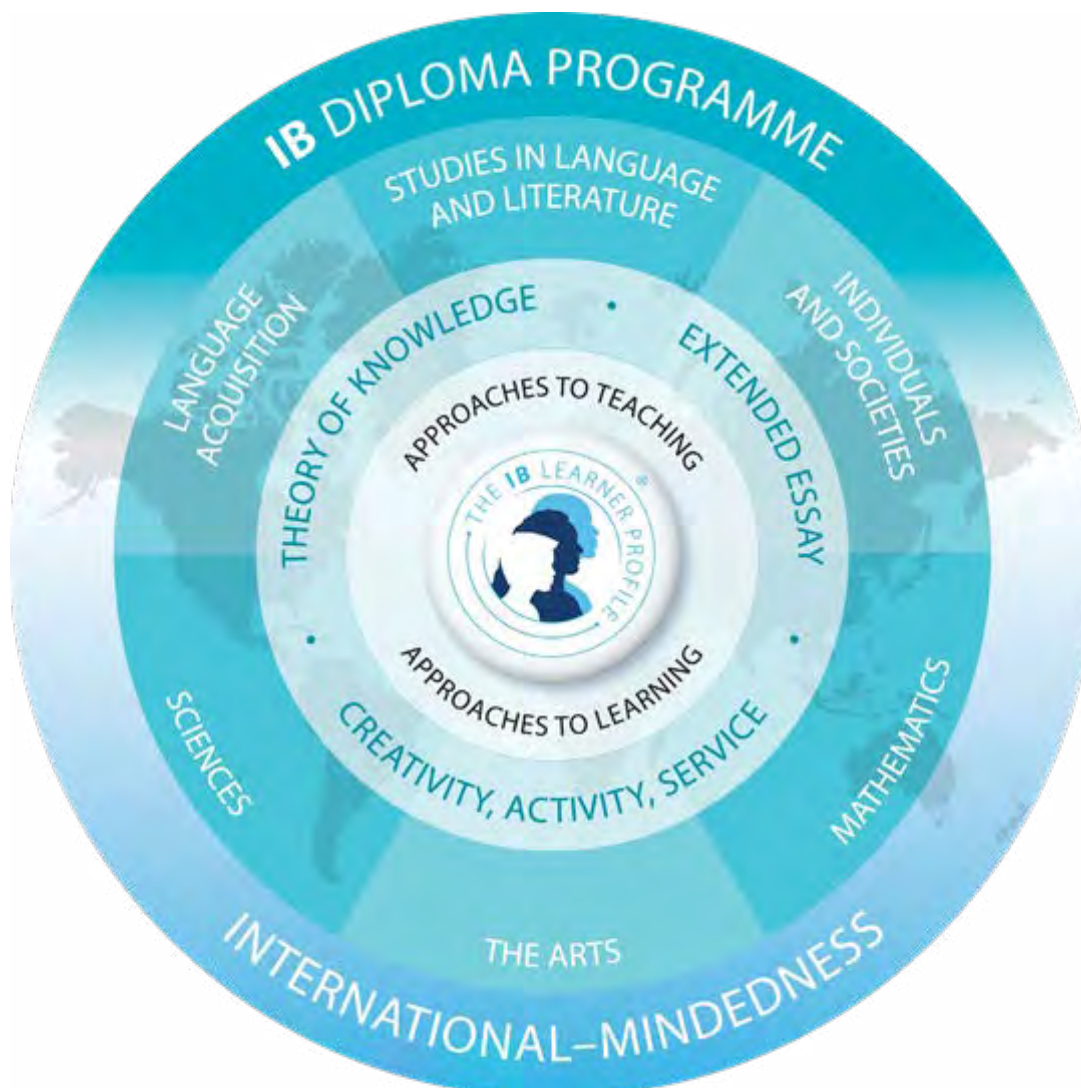 IB DIPLOMA PROGRAMME
STUDIES IN LANGUAGE
AND LITERATURE
LANGUAGE
ACQUISITION
INDIVIDUALS
AND SOCIETIES
THEORY OF KNOWLEDGE
•
EXTENDED ESSAY
APPROACHES TO TEACHING
THE IB LEARNER PROFILE
®
APPROACHES TO LEARNING
•
•
CREATIVITY, ACTIVITY, SERVICE
SCIENCES
MATHEMATICS
THE ARTS
INTERNATIONAL–MINDEDNESS